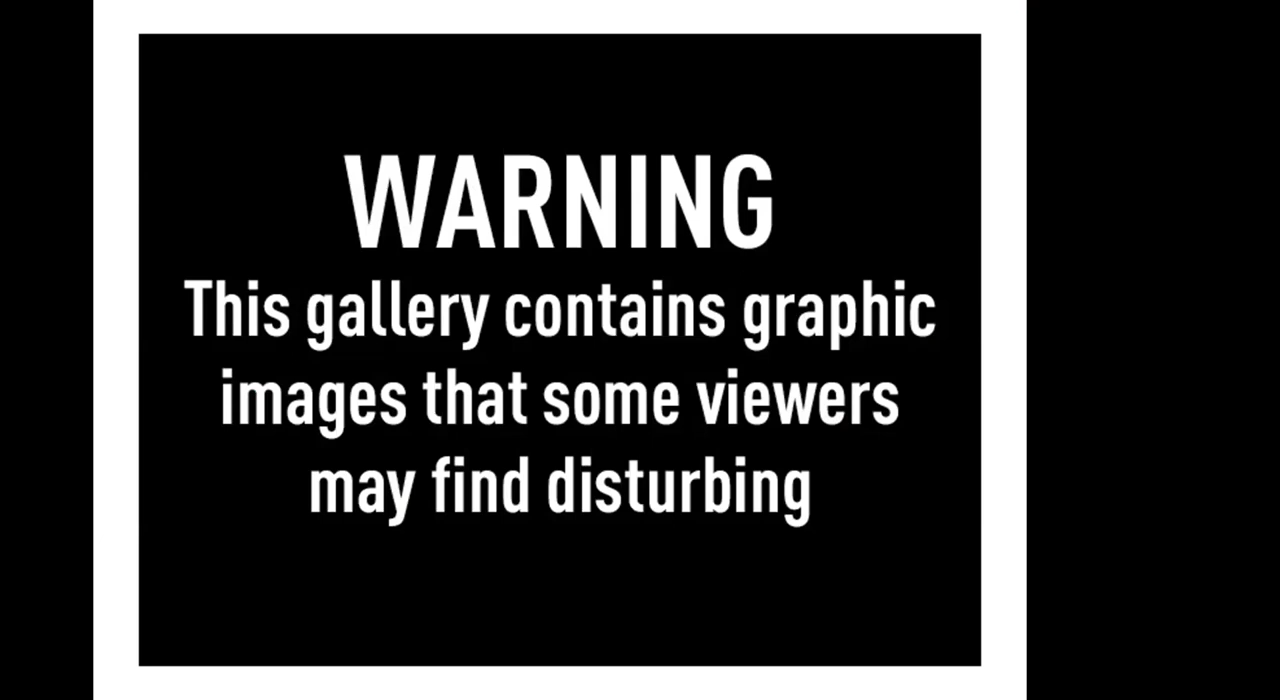 WARNING
This gallery contains graphic
images that some viewers
may find disturbing